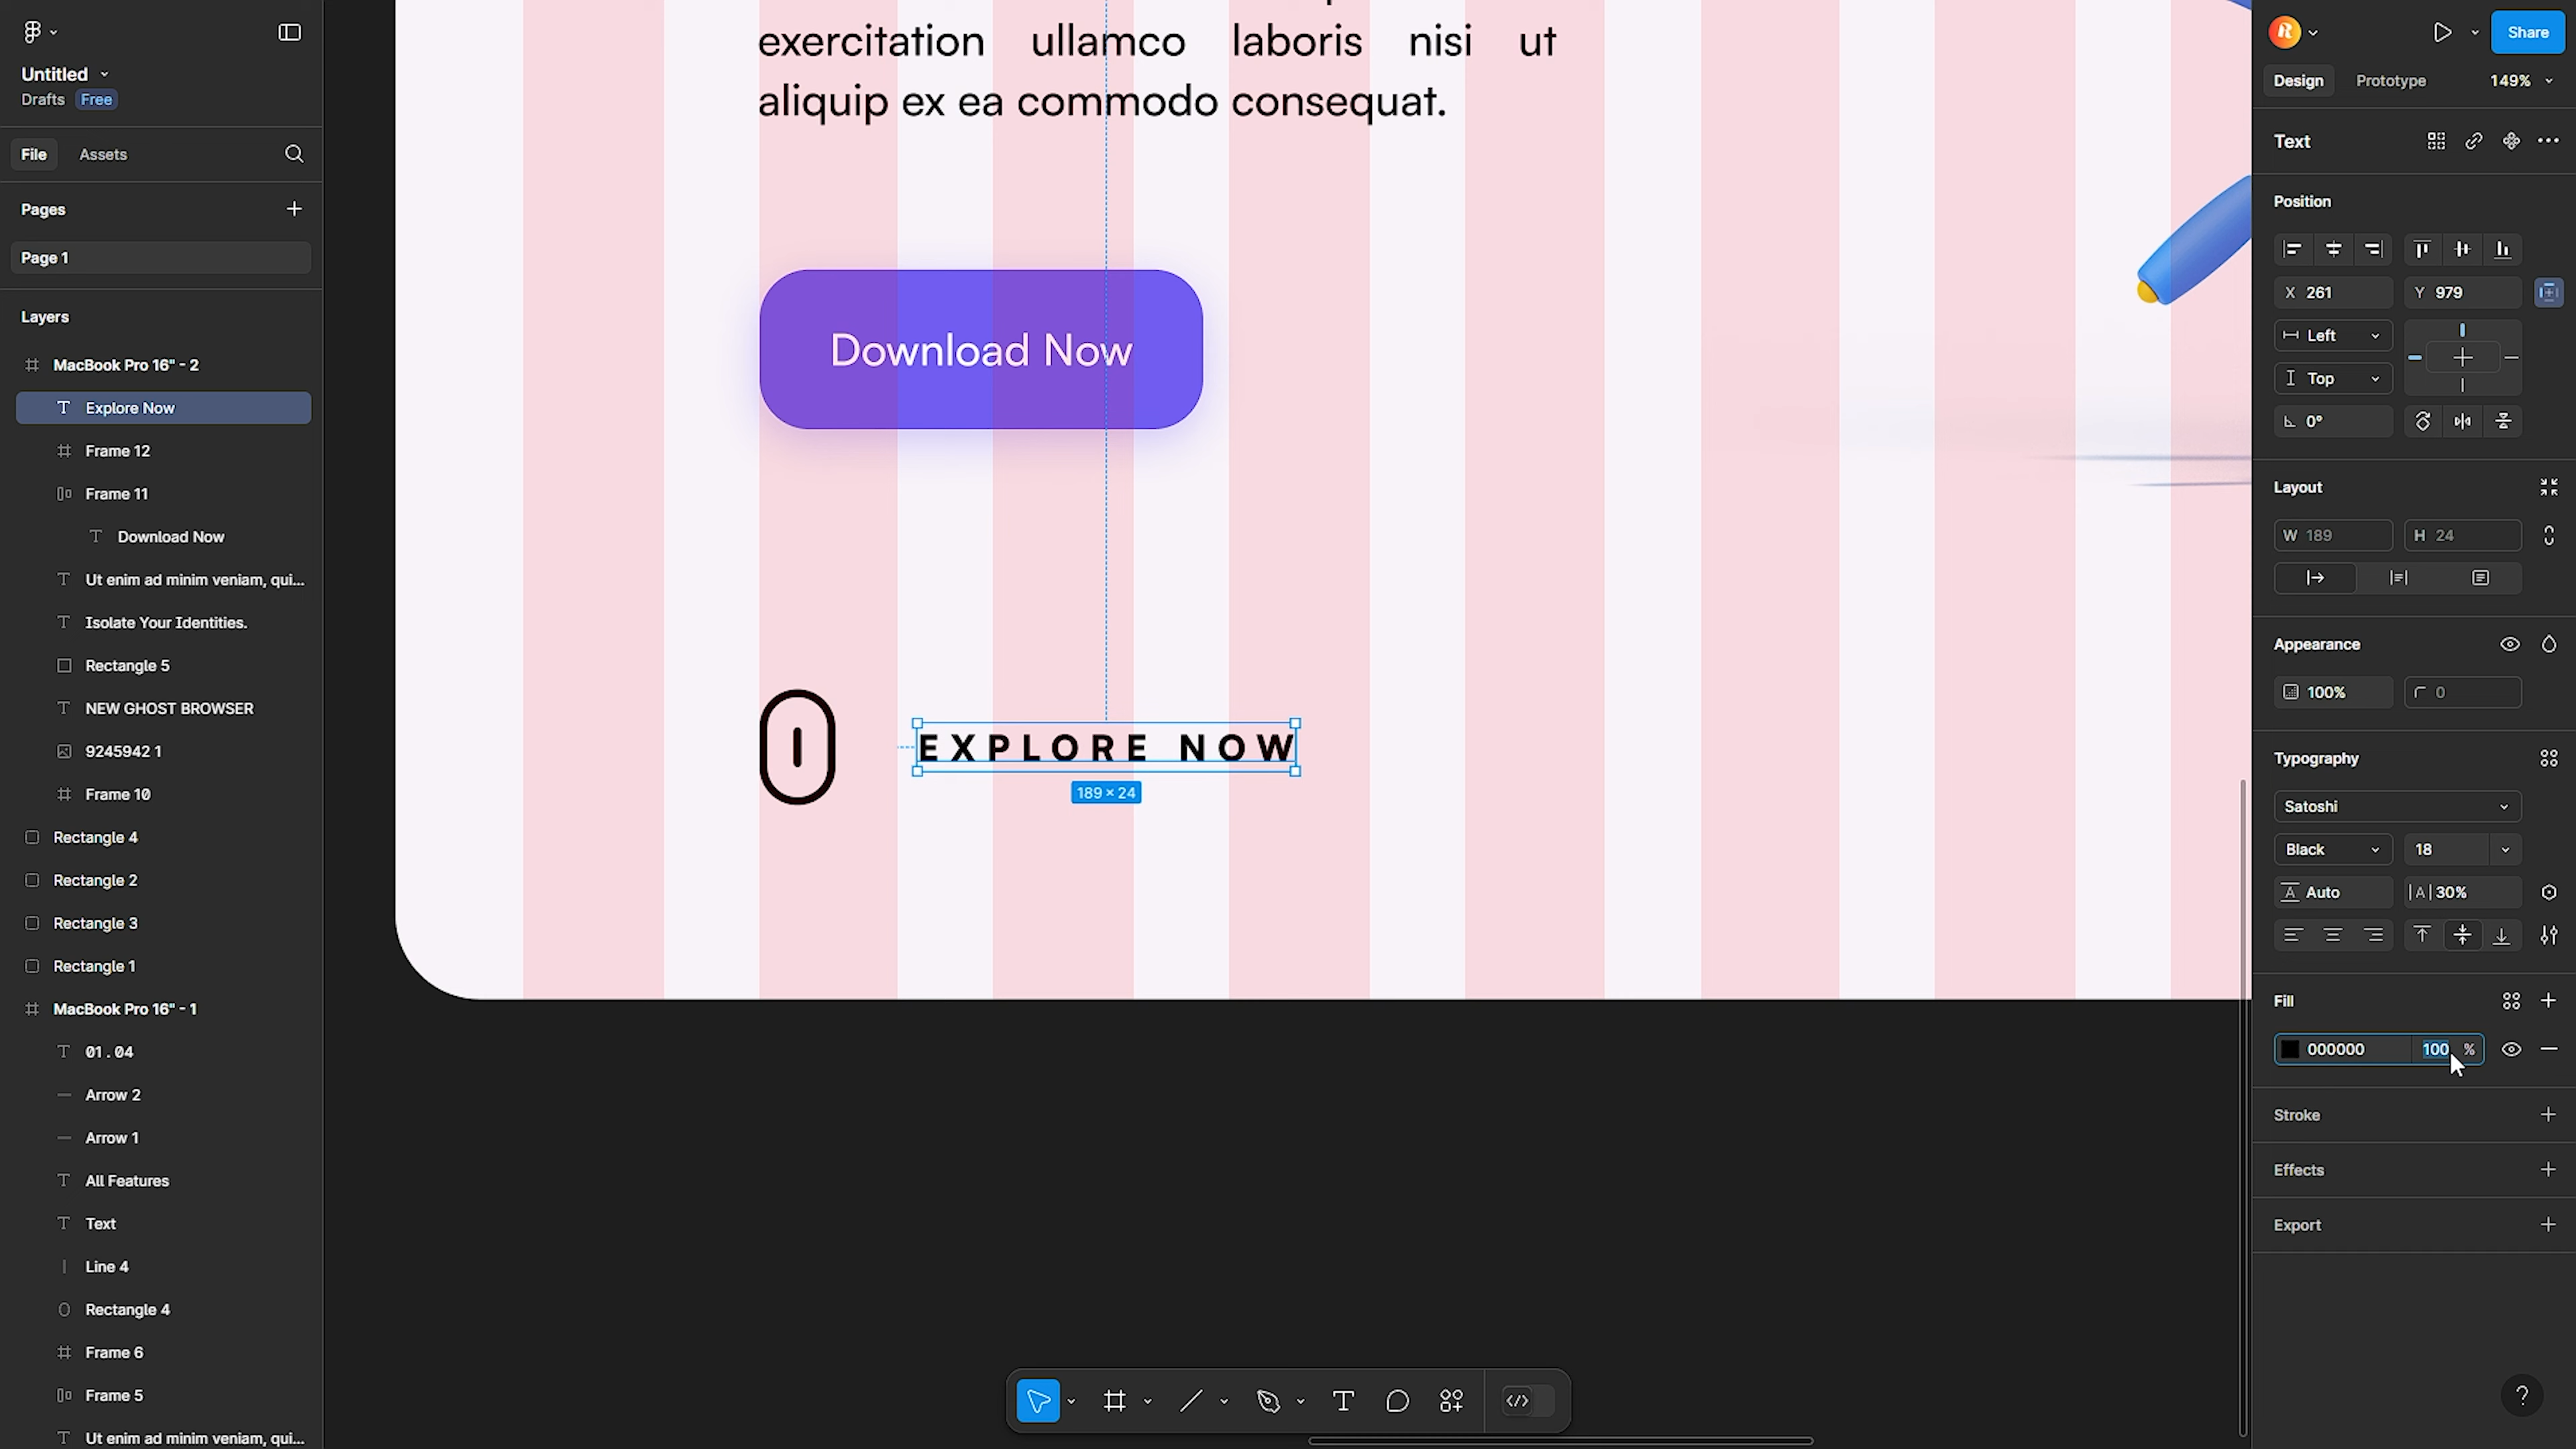 Untitled
Drafts Free
File Assets
Pages
Page 1
Layers
MacBook Pro 16" - 2
Explore Now
Frame 12
Frame 11
Download Now
Ut enim ad minim veniam, qui...
Isolate Your Identities.
Rectangle 5
NEW GHOST BROWSER
9245942 1
Frame 10
Rectangle 4
Rectangle 2
Rectangle 3
Rectangle 1
MacBook Pro 16" - 1
01 . 04
Arrow 2
Arrow 1
All Features
Text
Line 4
Rectangle 4
Frame 6
Frame 5
Ut enim ad minim veniam, qui...
exercitation ullamco laboris nisi ut
aliquip ex ea commodo consequat.
Download Now
EXPLORE NOW
189 × 24
Share
Design Prototype 149%
Text
Position
X 261 Y 979
Left
Top
0°
Layout
W 189 H 24
Appearance
100% 0
Typography
Satoshi
Black 18
Auto 30%
Fill
000000 100 %
Stroke
Effects
Export
?